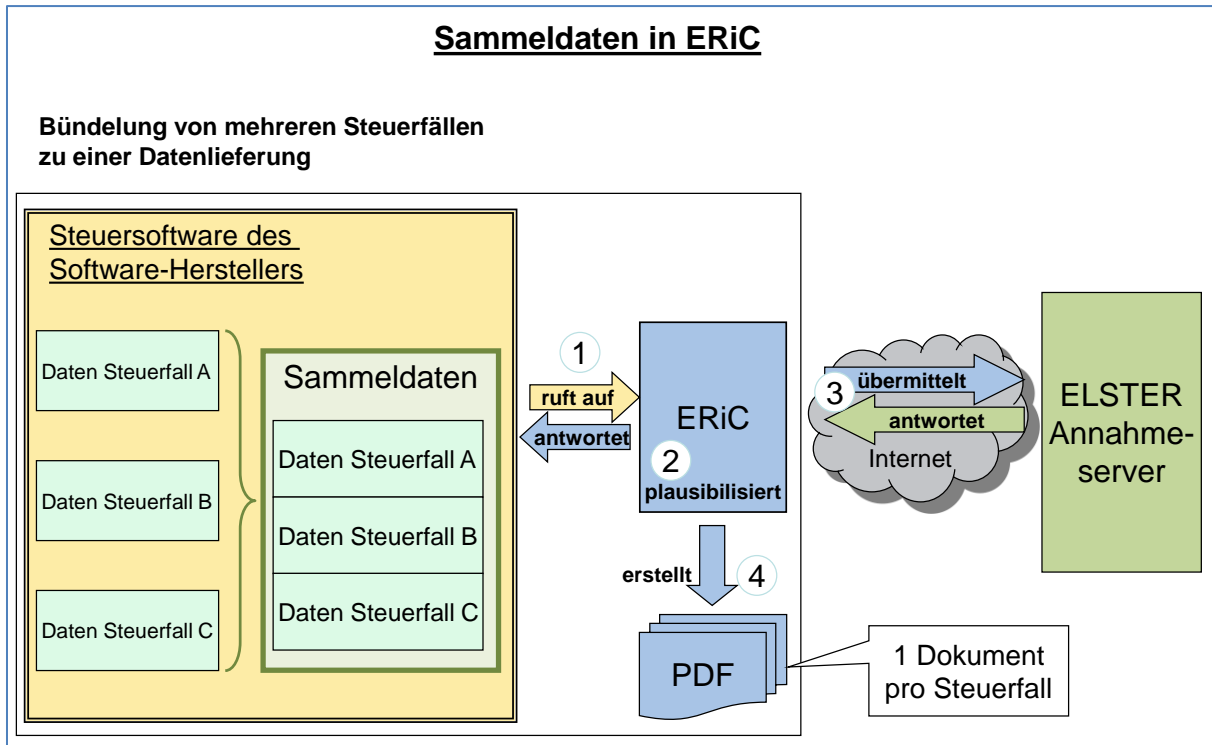 Sammeldaten in ERiC
Bündelung von mehreren Steuerfällen
zu einer Datenlieferung
Steuersoftware des
Software-Herstellers
Daten Steuerfall A
Daten Steuerfall B
Daten Steuerfall C
Sammeldaten
Daten Steuerfall A
Daten Steuerfall B
Daten Steuerfall C
1
ruft auf
antwortet
ERiC
2
plausibilisiert
3
übermittelt
antwortet
Internet
ELSTER
Annahme-
server
erstellt
4
PDF
1 Dokument
pro Steuerfall